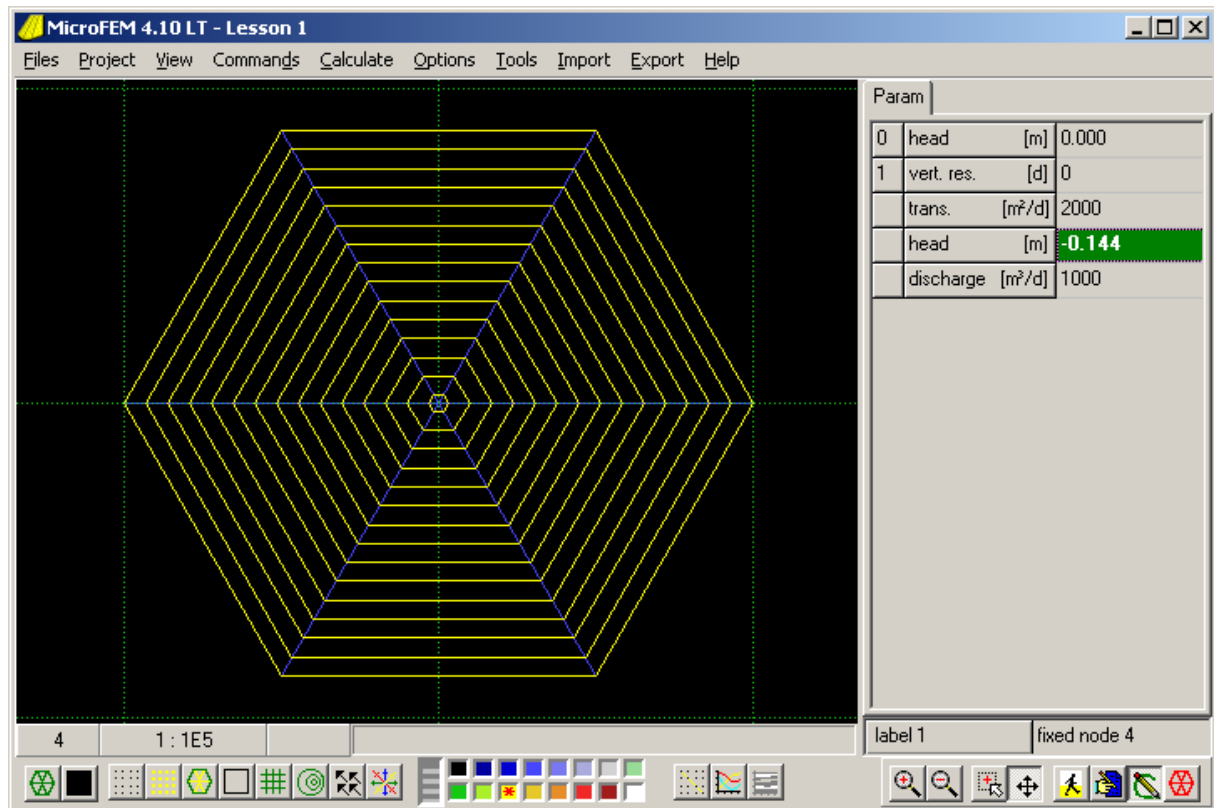 MicroFEM 4.10 LT - Lesson 1
Files Project View Commands Calculate Options Tools Import Export Help
Param
0 head [m] 0.000
1 vert. res. [d] 0
trans. [m²/d] 2000
head [m] -0.144
discharge [m³/d] 1000
4 1 : 1E5 label 1 fixed node 4